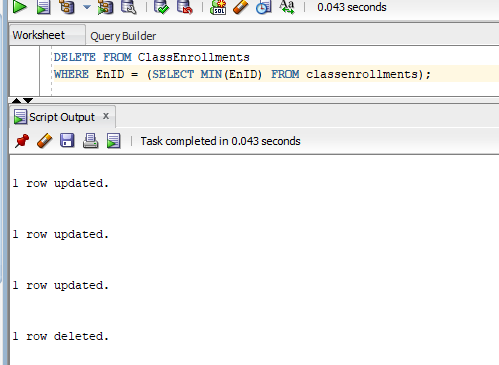 0.043 seconds
Worksheet Query Builder
DELETE FROM ClassEnrollments
WHERE EnID = (SELECT MIN(EnID) FROM classenrollments);
Script Output x
Task completed in 0.043 seconds
1 row updated.
1 row updated.
1 row updated.
1 row deleted.